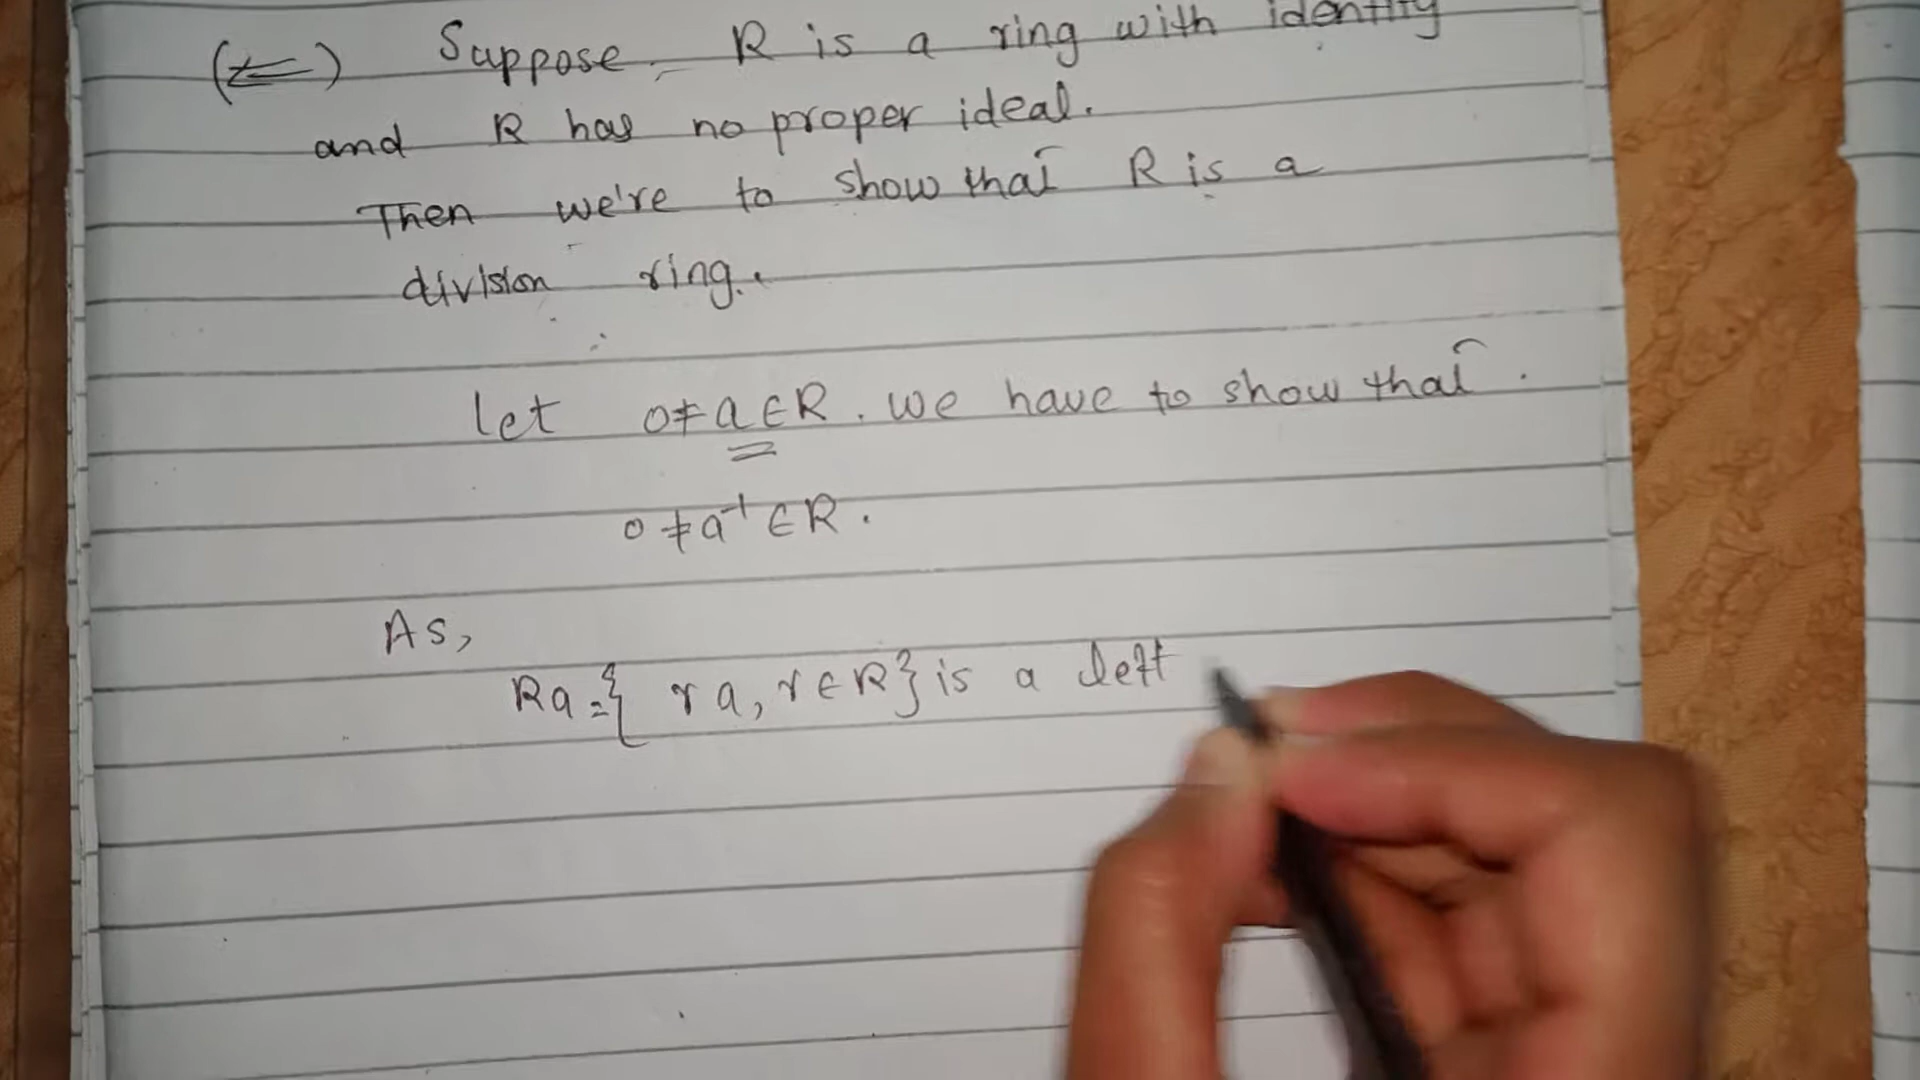 (⇐) Suppose R is a ring with identity
and R has no proper ideal.
Then we're to show that R is a
division ring.
let 0≠a∈R. we have to show that
0≠a⁻¹∈R.
As,
Ra={ ra, r∈R} is a left